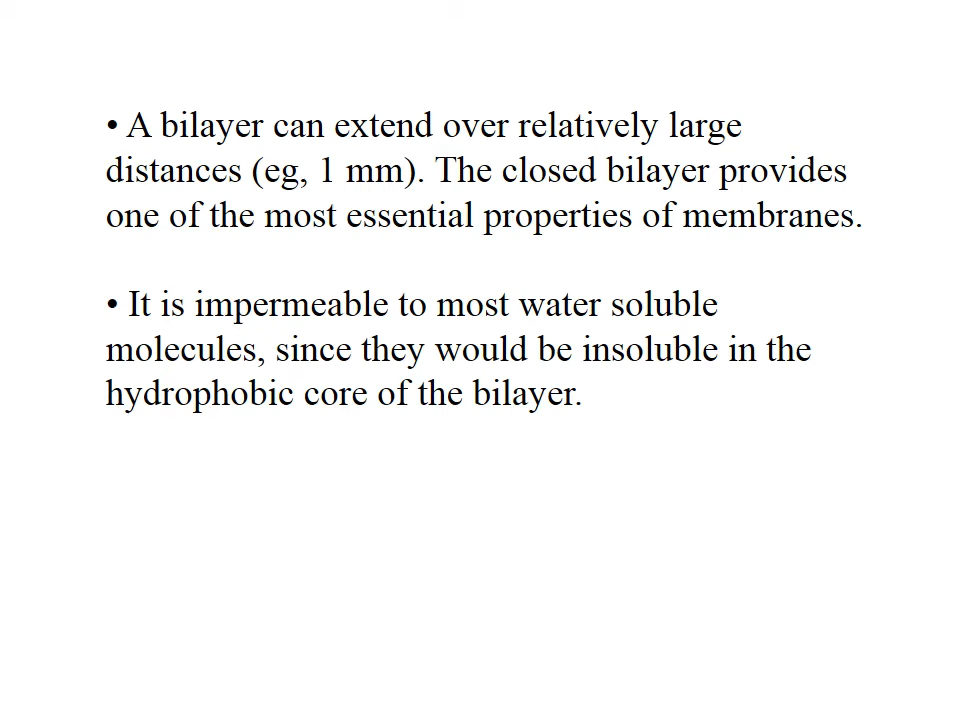 • A bilayer can extend over relatively large
distances (eg, 1 mm). The closed bilayer provides
one of the most essential properties of membranes.
• It is impermeable to most water soluble
molecules, since they would be insoluble in the
hydrophobic core of the bilayer.